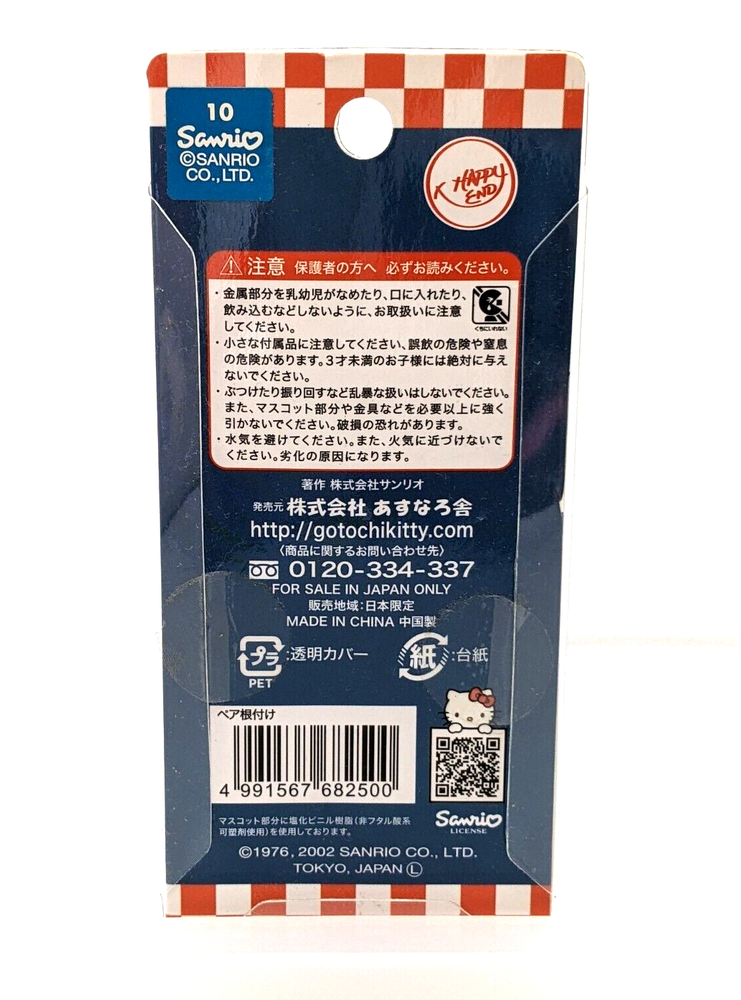 10
Sanrio
©SANRIO
CO.,LTD.
HAPPY
END
⚠注意 保護者の方へ 必ずお読みください。
・金属部分を乳幼児がなめたり、口に入れたり、
飲み込むなどしないように、お取扱いに注意
してください。
くちにいれない
・小さな付属品に注意してください、誤飲の危険や窒息
の危険があります。3才未満のお子様には絶対に与え
ないでください。
・ぶつけたり振り回すなど乱暴な扱いはしないでください。
また、マスコット部分や金具などを必要以上に強く
引かないでください。破損の恐れがあります。
・水気を避けてください。また、火気に近づけないで
ください。劣化の原因になります。
著作 株式会社サンリオ
発売元 株式会社 あすなろ舎
http://gotochikitty.com
〈商品に関するお問い合わせ先〉
0120-334-337
FOR SALE IN JAPAN ONLY
販売地域:日本限定
MADE IN CHINA 中国製
プラ:透明カバー 紙:台紙
PET
ペア根付け
4 991567 682500
マスコット部分に塩化ビニル樹脂(非フタル酸系
可塑剤使用)を使用しております。
Sanrio
LICENSE
©1976, 2002 SANRIO CO., LTD.
TOKYO, JAPAN Ⓛ